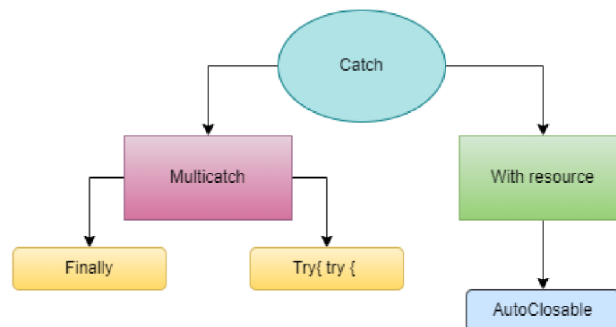 Catch
Multicatch
With resource
Finally
Try{ try {
AutoClosable